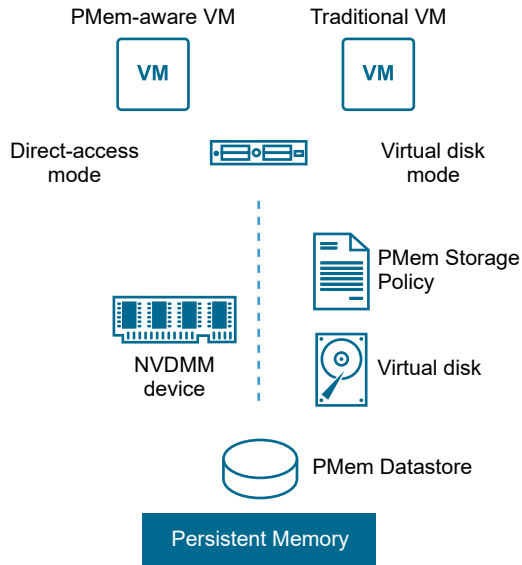 PMem-aware VM
Traditional VM
VM
VM
Direct-access
mode
Virtual disk
mode
PMem Storage
Policy
NVDMM
device
Virtual disk
PMem Datastore
Persistent Memory